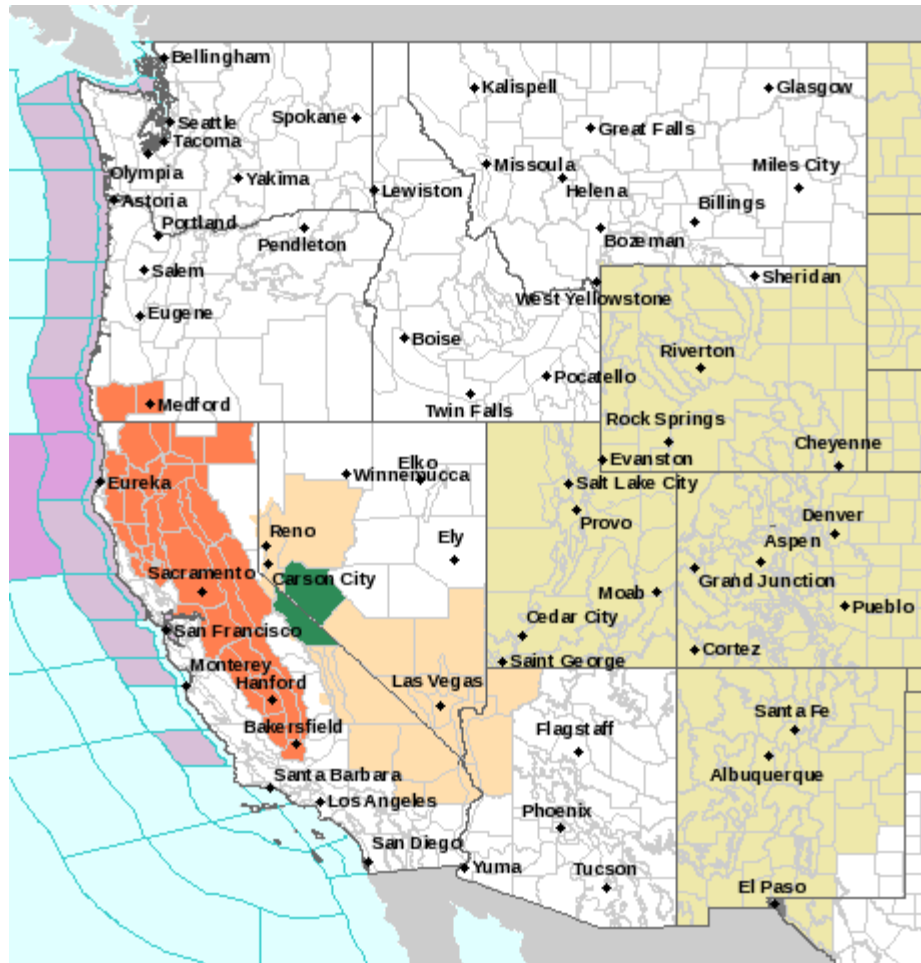 Bellingham
Kalispell
Glasgow
Seattle
Spokane
Great Falls
Tacoma
Olympia
Missoula
Miles City
Yakima
Helena
Lewiston
Astoria
Billings
Portland
Pendleton
Bozeman
Salem
Sheridan
West Yellowstone
Eugene
Boise
Riverton
Pocatello
Medford
Twin Falls
Rock Springs
Cheyenne
Elko
Evanston
Winnemucca
Eureka
Salt Lake City
Provo
Denver
Reno
Ely
Aspen
Sacramento
Carson City
Grand Junction
Moab
Pueblo
San Francisco
Cedar City
Cortez
Monterey
Saint George
Hanford
Las Vegas
Santa Fe
Bakersfield
Flagstaff
Albuquerque
Santa Barbara
Los Angeles
Phoenix
San Diego
Yuma
Tucson
El Paso